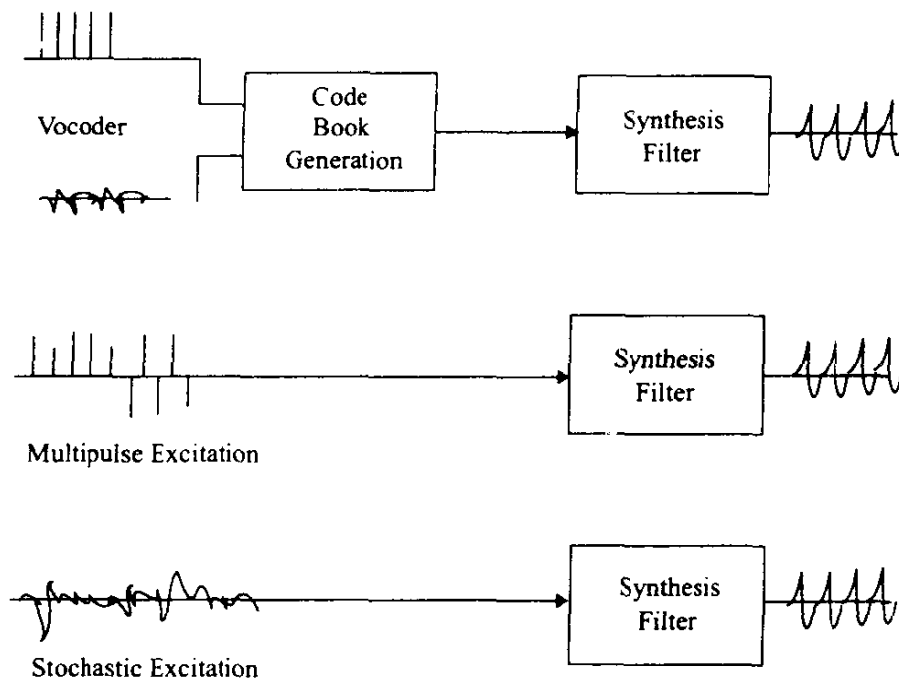 Vocoder
Code
Book
Generation
Synthesis
Filter
Multipulse Excitation
Synthesis
Filter
Stochastic Excitation
Synthesis
Filter